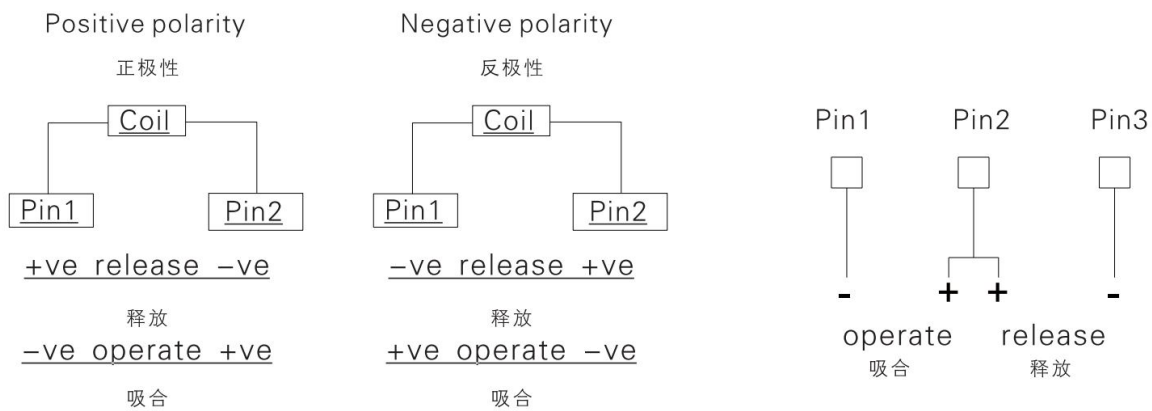 Positive polarity
正极性
Coil
Pin1
Pin2
+ve release –ve
释放
–ve operate +ve
吸合
Negative polarity
反极性
Coil
Pin1
Pin2
–ve release +ve
释放
+ve operate –ve
吸合
Pin1 Pin2 Pin3
- + + -
operate release
吸合 释放